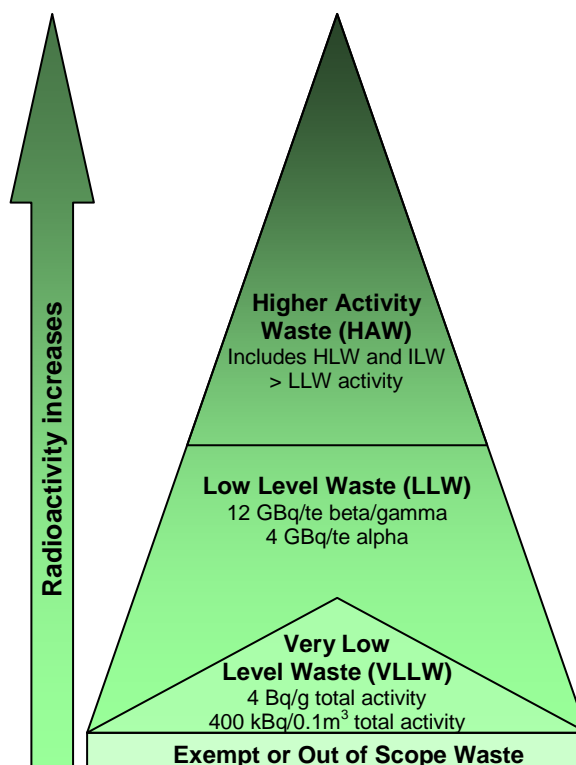 Radioactivity increases
Higher Activity
Waste (HAW)
Includes HLW and ILW
> LLW activity
Low Level Waste (LLW)
12 GBq/te beta/gamma
4 GBq/te alpha
Very Low
Level Waste (VLLW)
4 Bq/g total activity
400 kBq/0.1m³ total activity
Exempt or Out of Scope Waste